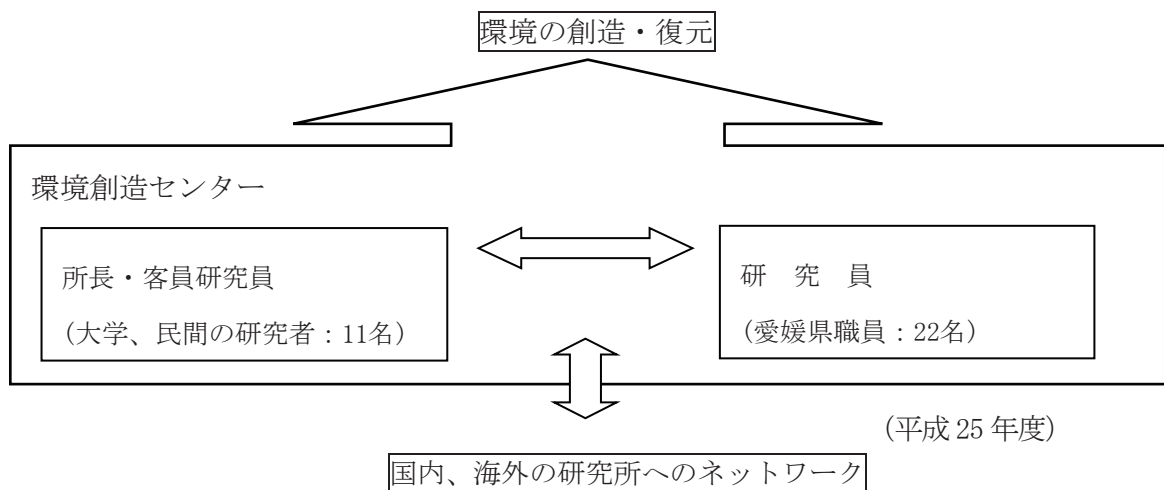 環境の創造・復元
環境創造センター
所長・客員研究員
(大学、民間の研究者：11名)
研　究　員
(愛媛県職員：22名)
(平成 25 年度)
国内、海外の研究所へのネットワーク